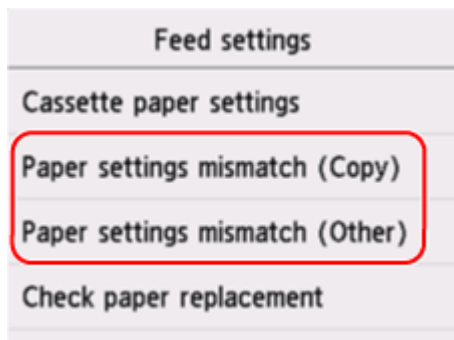 Feed settings
Cassette paper settings
Paper settings mismatch (Copy)
Paper settings mismatch (Other)
Check paper replacement